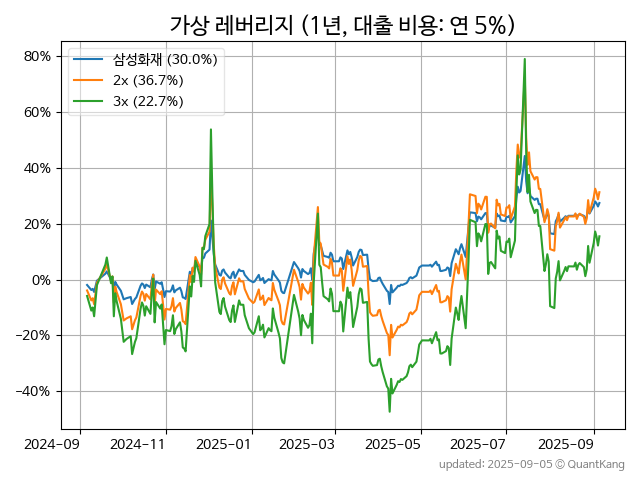 가상 레버리지 (1년, 대출 비용: 연 5%)
삼성화재 (30.0%)
2x (36.7%)
3x (22.7%)
80%
60%
40%
20%
0%
−20%
−40%
2024-09
2024-11
2025-01
2025-03
2025-05
2025-07
2025-09
updated: 2025-09-05 ⓒ QuantKang